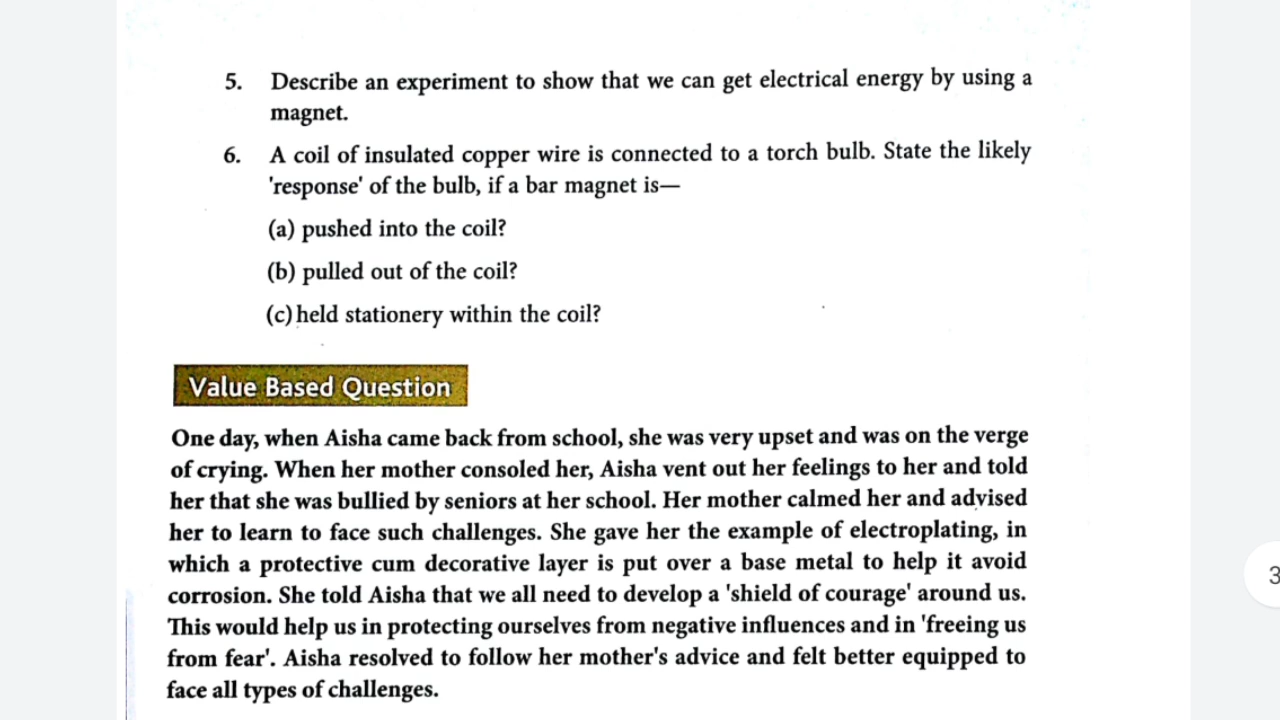 5. Describe an experiment to show that we can get electrical energy by using a
magnet.
6. A coil of insulated copper wire is connected to a torch bulb. State the likely
'response' of the bulb, if a bar magnet is—
(a) pushed into the coil?
(b) pulled out of the coil?
(c) held stationery within the coil?
Value Based Question
One day, when Aisha came back from school, she was very upset and was on the verge
of crying. When her mother consoled her, Aisha vent out her feelings to her and told
her that she was bullied by seniors at her school. Her mother calmed her and advised
her to learn to face such challenges. She gave her the example of electroplating, in
which a protective cum decorative layer is put over a base metal to help it avoid
corrosion. She told Aisha that we all need to develop a 'shield of courage' around us.
This would help us in protecting ourselves from negative influences and in 'freeing us
from fear'. Aisha resolved to follow her mother's advice and felt better equipped to
face all types of challenges.
3